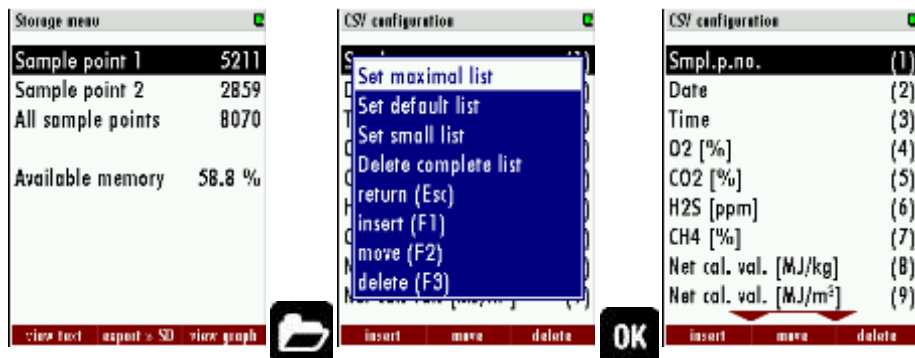 Storage menu
Sample point 1 5211
Sample point 2 2859
All sample points 8070
Available memory 58.8 %
view text export » SD view graph
CSV configuration
Set maximal list
Set default list
Set small list
Delete complete list
return (Esc)
insert (F1)
move (F2)
delete (F3)
insert move delete
OK
CSV configuration
Smpl.p.no. (1)
Date (2)
Time (3)
O2 [%] (4)
CO2 [%] (5)
H2S [ppm] (6)
CH4 [%] (7)
Net cal. val. [MJ/kg] (8)
Net cal. val. [MJ/m³] (9)
insert move delete